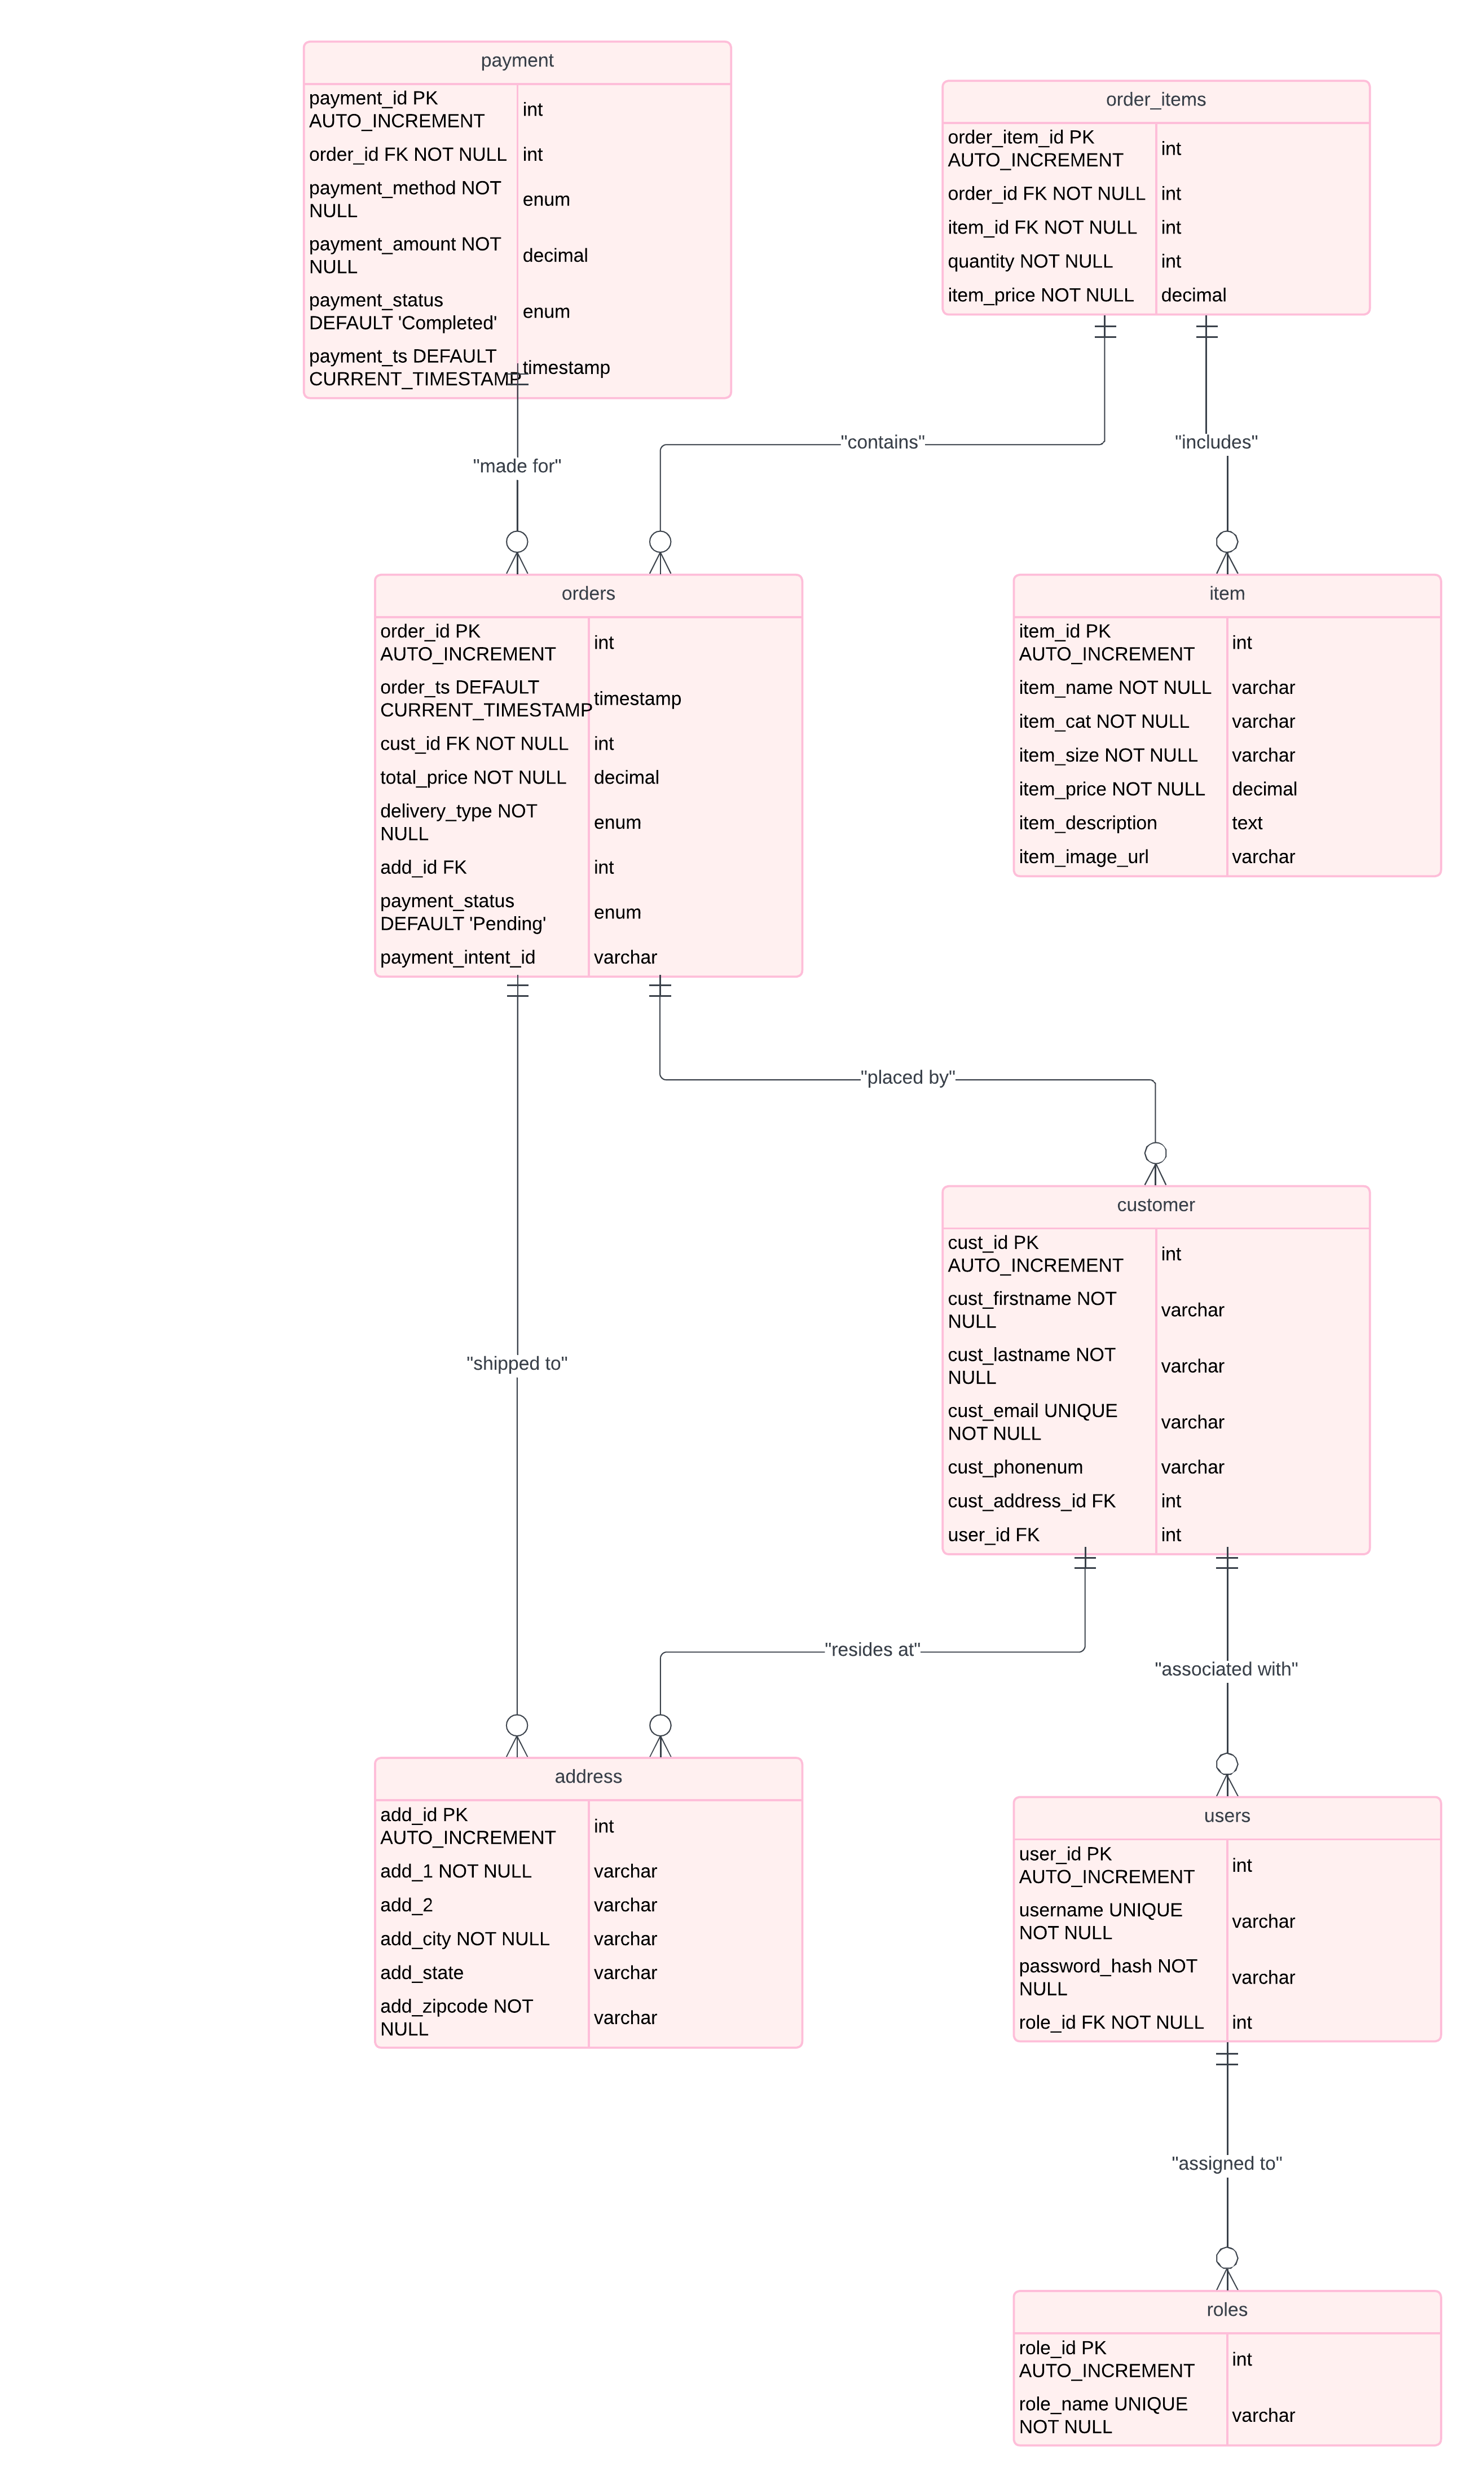 payment
payment_id PK
AUTO_INCREMENT
int
order_id FK NOT NULL
int
payment_method NOT
NULL
enum
payment_amount NOT
NULL
decimal
payment_status
DEFAULT 'Completed'
enum
payment_ts DEFAULT
CURRENT_TIMESTAMP
timestamp
order_items
order_item_id PK
AUTO_INCREMENT
int
order_id FK NOT NULL
int
item_id FK NOT NULL
int
quantity NOT NULL
int
item_price NOT NULL
decimal
"made for"
"contains"
"includes"
orders
order_id PK
AUTO_INCREMENT
int
order_ts DEFAULT
CURRENT_TIMESTAMP
timestamp
cust_id FK NOT NULL
int
total_price NOT NULL
decimal
delivery_type NOT
NULL
enum
add_id FK
int
payment_status
DEFAULT 'Pending'
enum
payment_intent_id
varchar
item
item_id PK
AUTO_INCREMENT
int
item_name NOT NULL
varchar
item_cat NOT NULL
varchar
item_size NOT NULL
varchar
item_price NOT NULL
decimal
item_description
text
item_image_url
varchar
"placed by"
"shipped to"
customer
cust_id PK
AUTO_INCREMENT
int
cust_firstname NOT
NULL
varchar
cust_lastname NOT
NULL
varchar
cust_email UNIQUE
NOT NULL
varchar
cust_phonenum
varchar
cust_address_id FK
int
user_id FK
int
"resides at"
"associated with"
address
add_id PK
AUTO_INCREMENT
int
add_1 NOT NULL
varchar
add_2
varchar
add_city NOT NULL
varchar
add_state
varchar
add_zipcode NOT
NULL
varchar
users
user_id PK
AUTO_INCREMENT
int
username UNIQUE
NOT NULL
varchar
password_hash NOT
NULL
varchar
role_id FK NOT NULL
int
"assigned to"
roles
role_id PK
AUTO_INCREMENT
int
role_name UNIQUE
NOT NULL
varchar